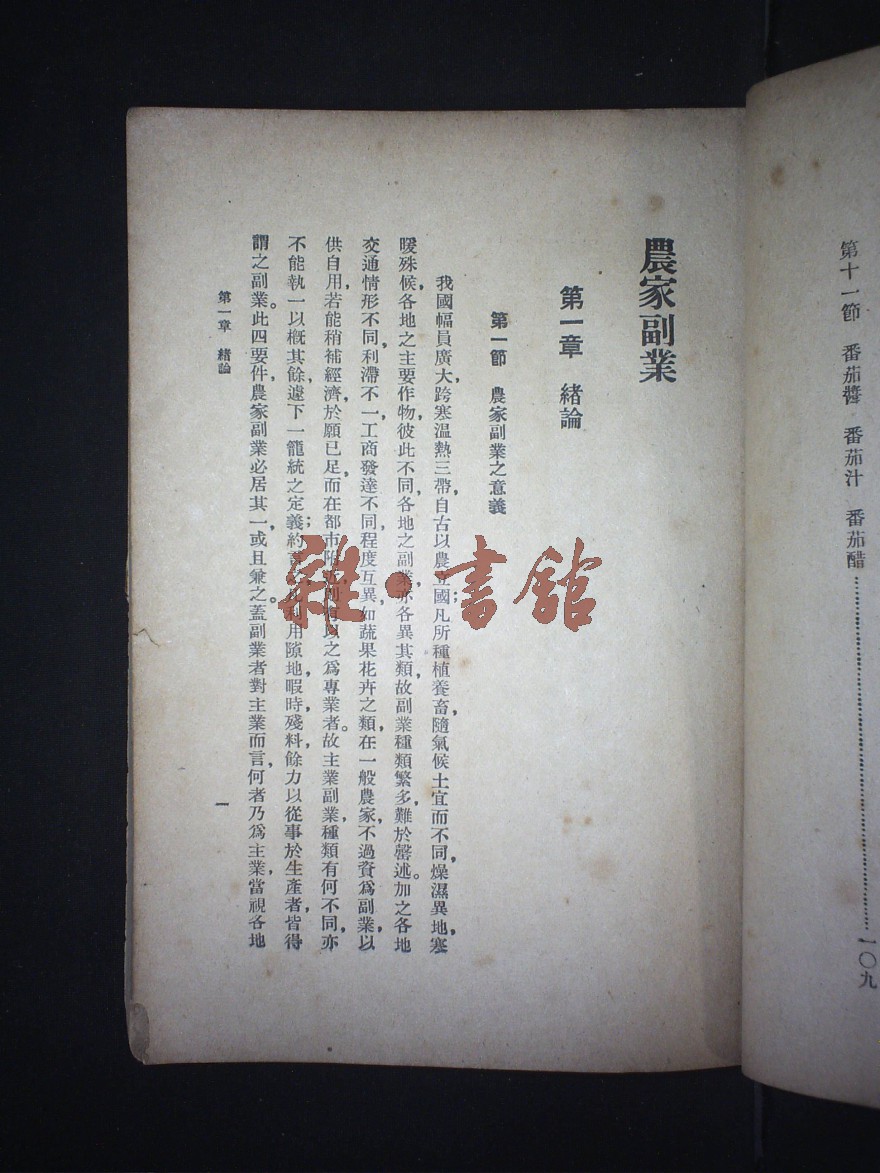 第十一節 番茄醬 番茄汁 番茄醋……………………一〇九
農家副業
第一章 緒論
第一節 農家副業之意義
我國幅員廣大，跨寒溫熱三帶，自古以農立國；凡所種植養畜，隨氣候土宜而不同，燥濕異地，寒
暖殊候，各地之主要作物，彼此不同，各地之副業，亦各異其類，故副業種類繁多，難於罄述。加之各地
交通情形不同，利滯不一，工商發達不同，程度互異，如蔬果花卉之類，在一般農家，不過資爲副業，以
供自用，若能稍補經濟，於願已足，而在都市附近，以之爲專業者。故主業副業，種類有何不同，亦
不能執一以概其餘，遽下一籠統之定義；約利用隙地，暇時，殘料，餘力，以從事於生產者，皆得
謂之副業。此四要件，農家副業必居其一，或且兼之。蓋副業者，對主業而言，何者乃爲主業，當視各地
第一章 緒論
一
雜·書館